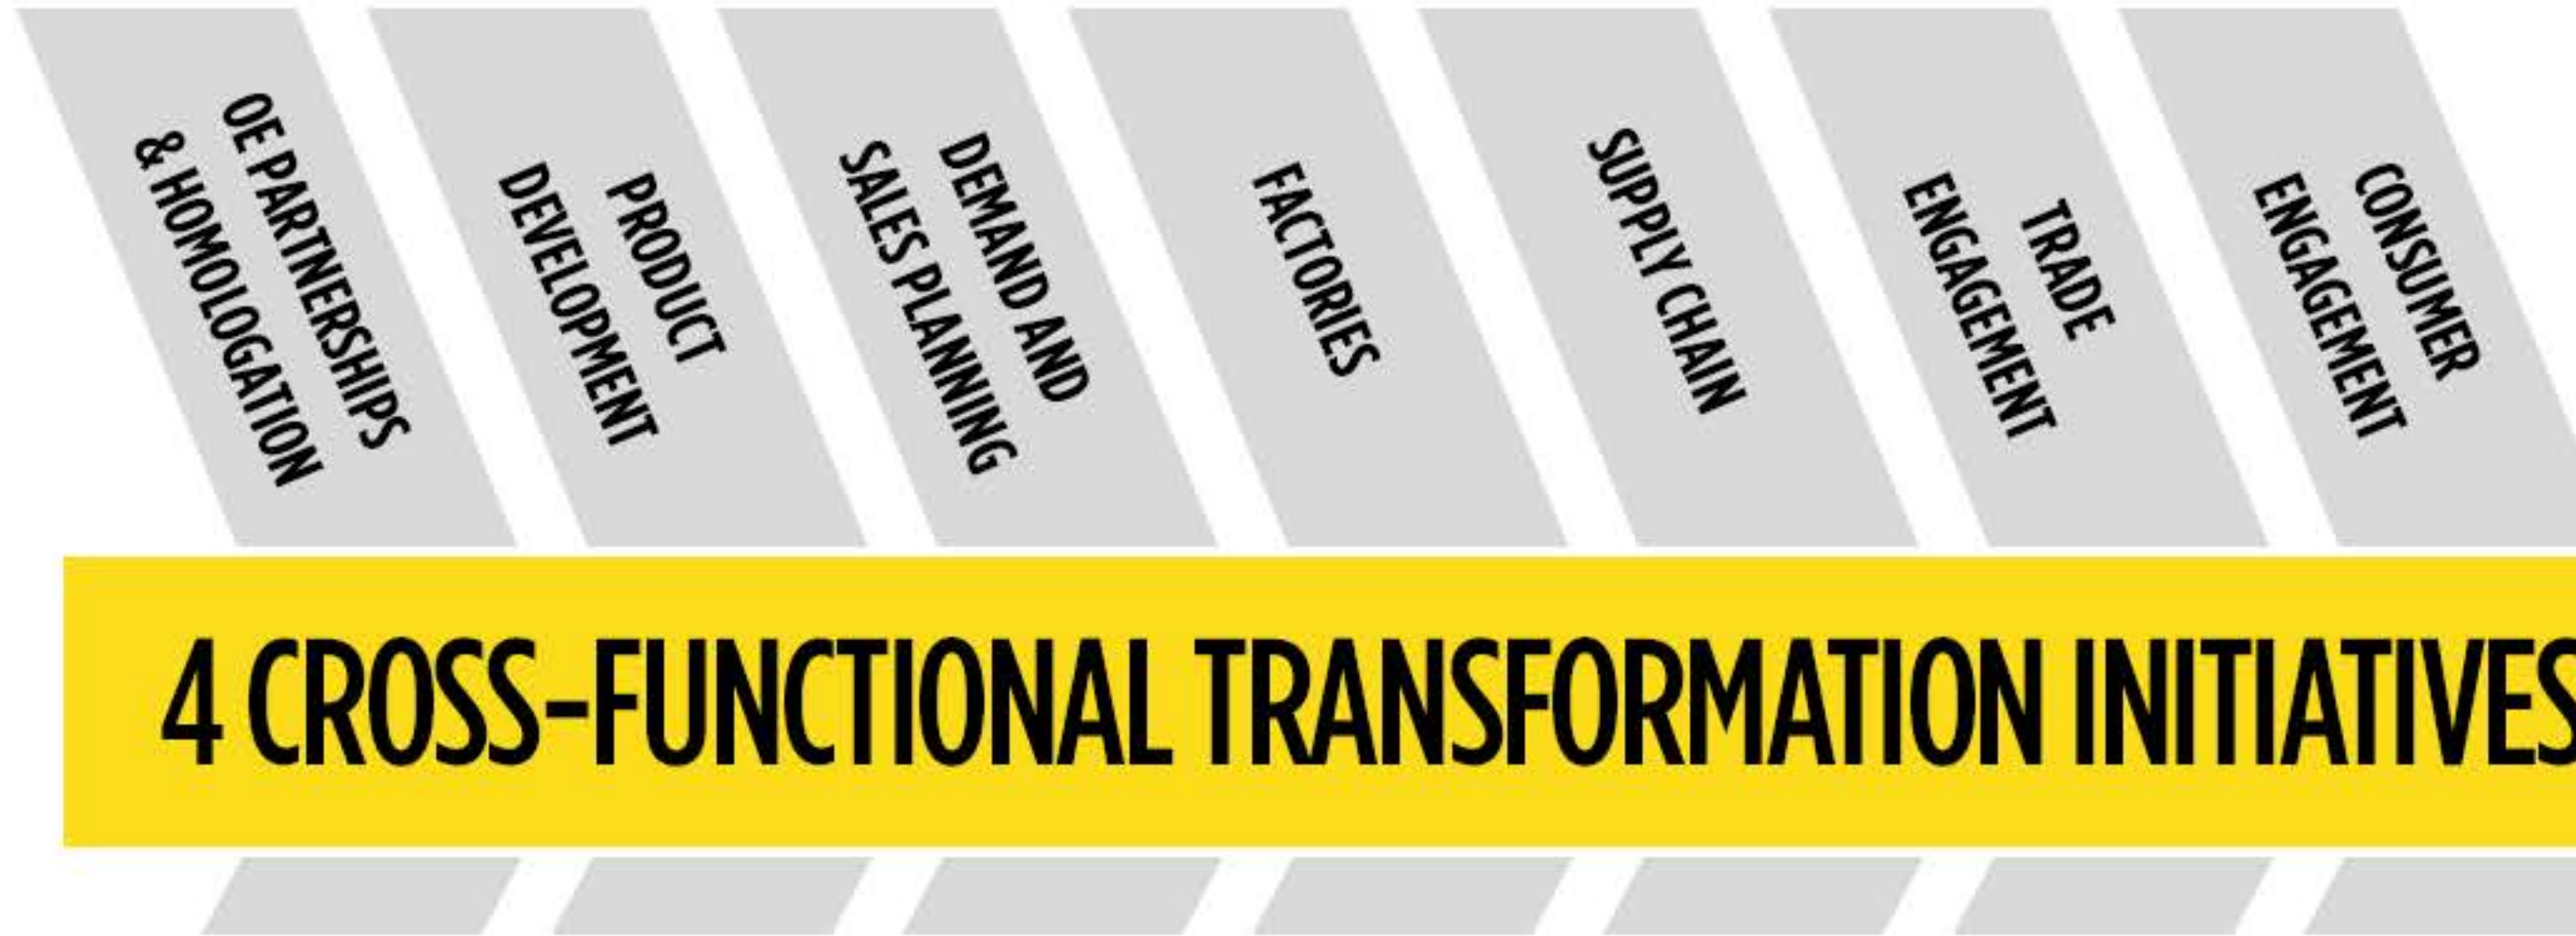 OE PARTNERSHIPS
& HOMOLOGATION
PRODUCT
DEVELOPMENT
DEMAND AND
SALES PLANNING
FACTORIES
SUPPLY CHAIN
TRADE
ENGAGEMENT
CONSUMER
ENGAGEMENT
4 CROSS-FUNCTIONAL TRANSFORMATION INITIATIVES